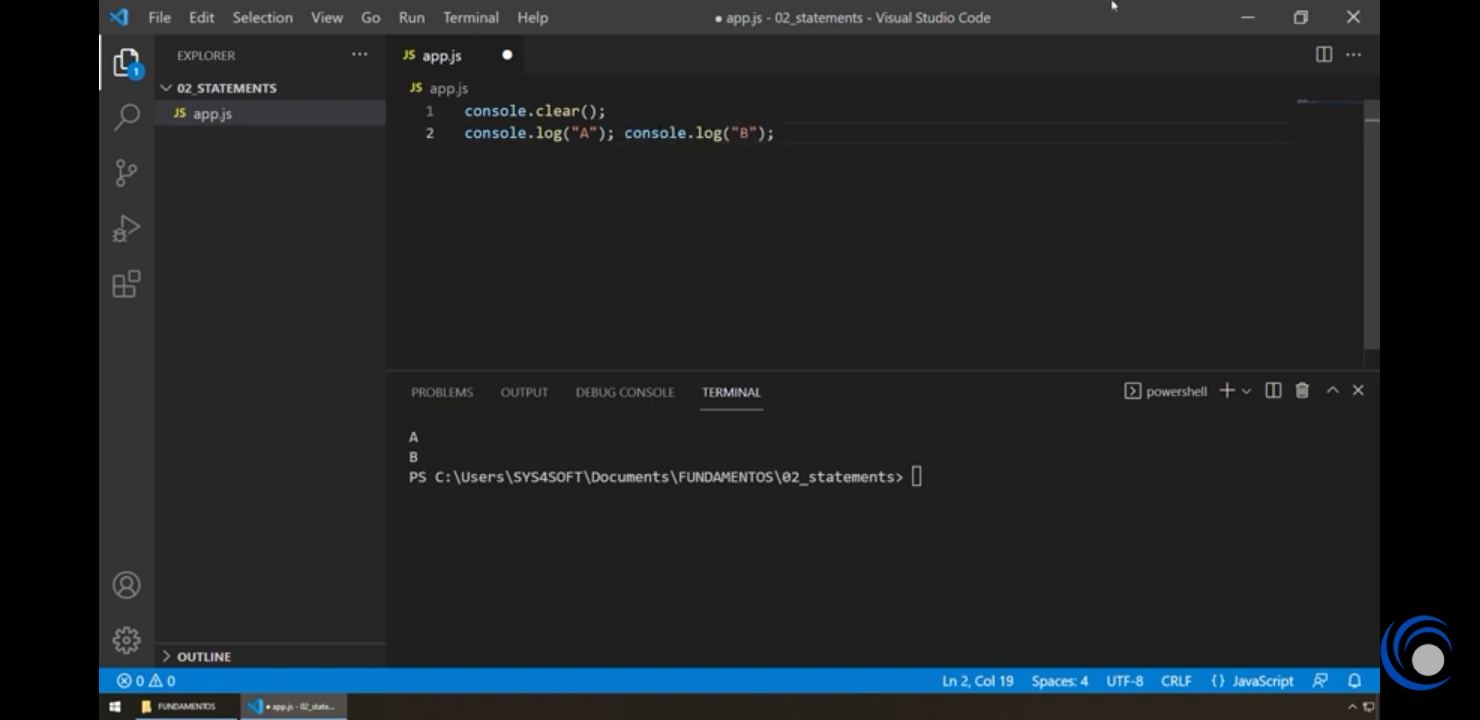 File Edit Selection View Go Run Terminal Help
● app.js - 02_statements - Visual Studio Code
EXPLORER
1
02_STATEMENTS
JS app.js
JS app.js
JS app.js
1 console.clear();
2 console.log("A"); console.log("B");
PROBLEMS OUTPUT DEBUG CONSOLE TERMINAL
powershell
A
B
PS C:\Users\SYS4SOFT\Documents\FUNDAMENTOS\02_statements>
OUTLINE
0 0
Ln 2, Col 19 Spaces: 4 UTF-8 CRLF {} JavaScript
FUNDAMENTOS
● app.js - 02_state...